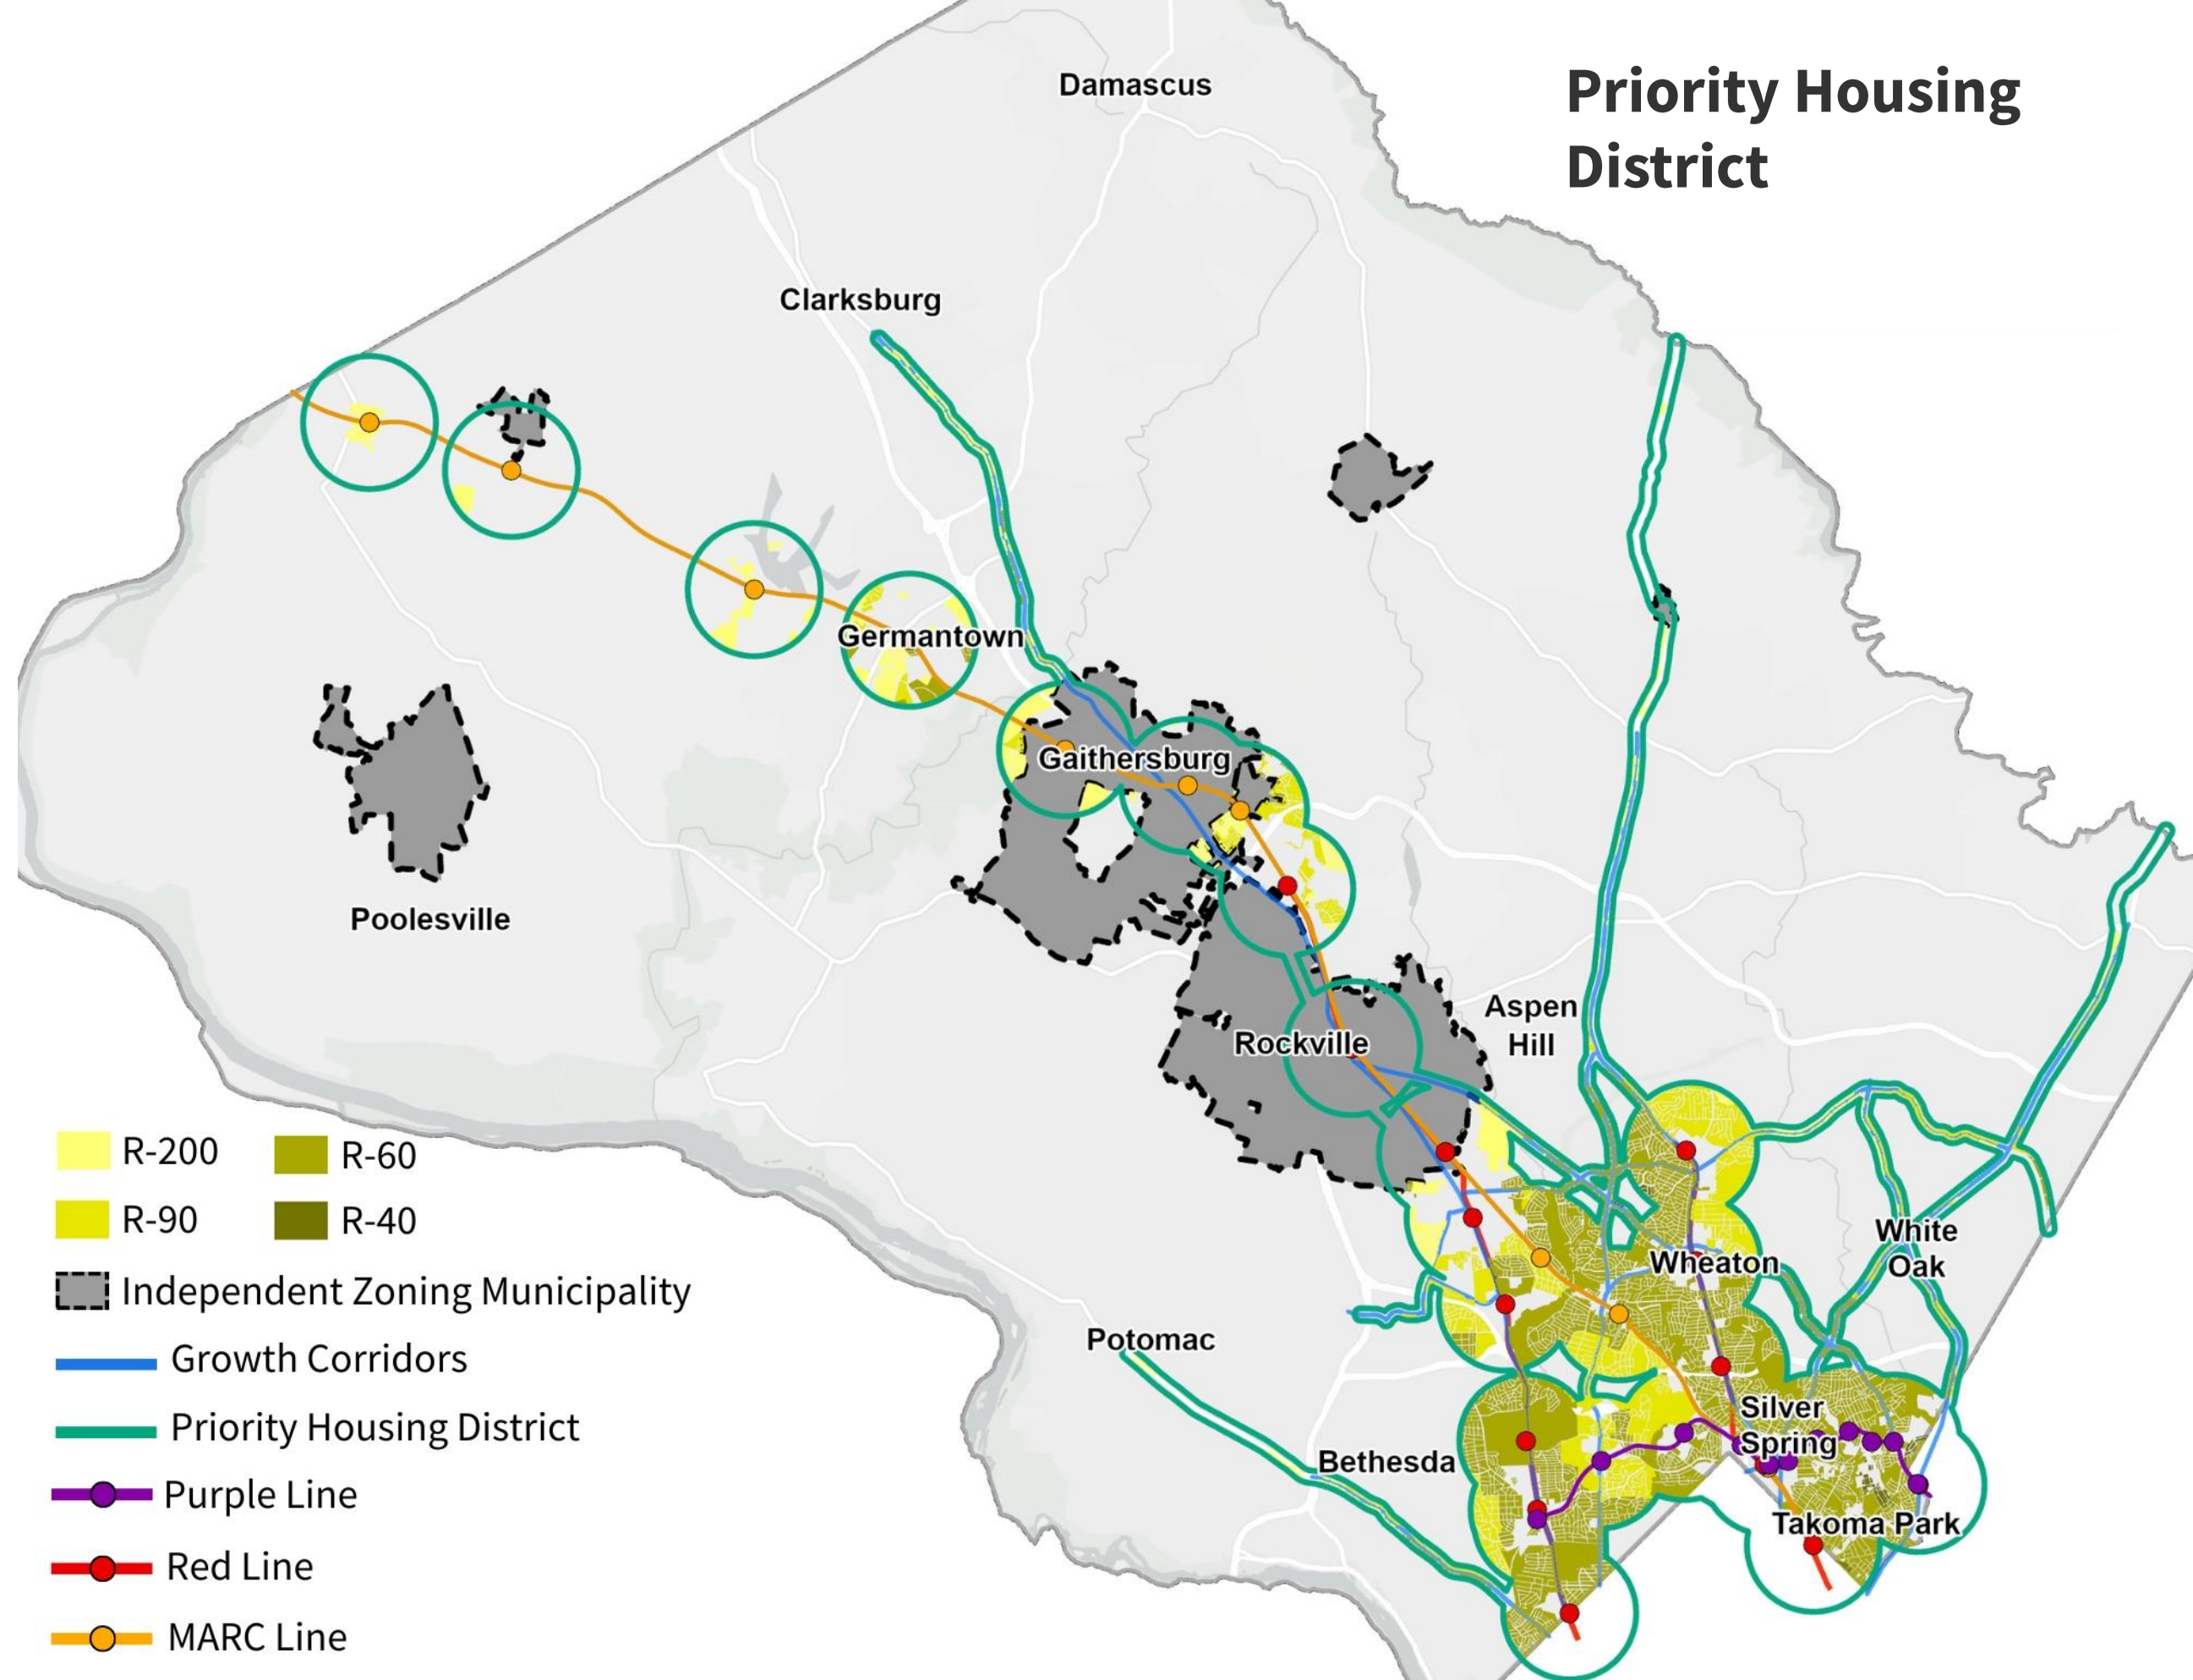 Priority Housing
District
Damascus
Clarksburg
Germantown
Gaithersburg
Poolesville
Aspen
Hill
Rockville
R-200
R-60
R-90
R-40
White
Oak
Wheaton
Independent Zoning Municipality
Potomac
Growth Corridors
Silver
Spring
Priority Housing District
Bethesda
Purple Line
Takoma Park
Red Line
MARC Line